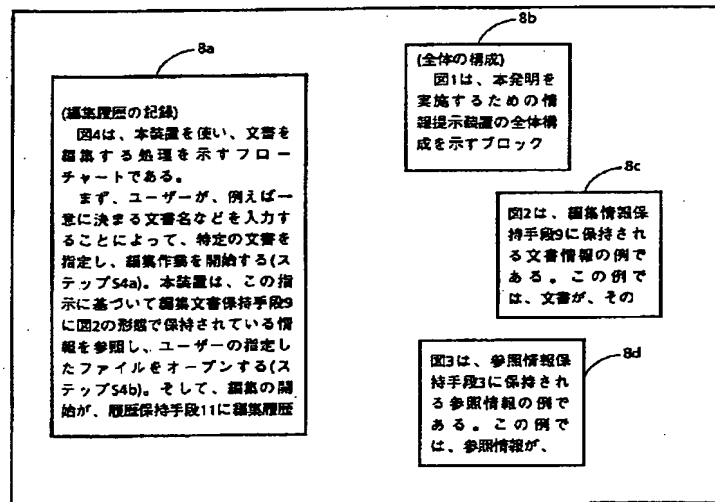 8a
(編集履歴の記録)
図4は、本装置を使い、文書を
編集する処理を示すフロー
チャートである。
まず、ユーザーが、例えば一
意に決まる文書名などを入力す
ることによって、特定の文書を
指定し、編集作業を開始する(ス
テップS4a)。本装置は、この指
示に基づいて編集文書保持手段9
に図2の形態で保持されている情
報を参照し、ユーザーの指定し
たファイルをオープンする(ス
テップS4b)。そして、編集の開
始が、履歴保持手段11に編集履歴
8b
(全体の構成)
図1は、本発明を
実施するための情
報提示装置の全体構
成を示すブロック
8c
図2は、編集情報保
持手段9に保持され
る文書情報の例で
ある。この例で
は、文書が、その
8d
図3は、参照情報保
持手段3に保持され
る参照情報の例で
ある。この例で
は、参照情報が、